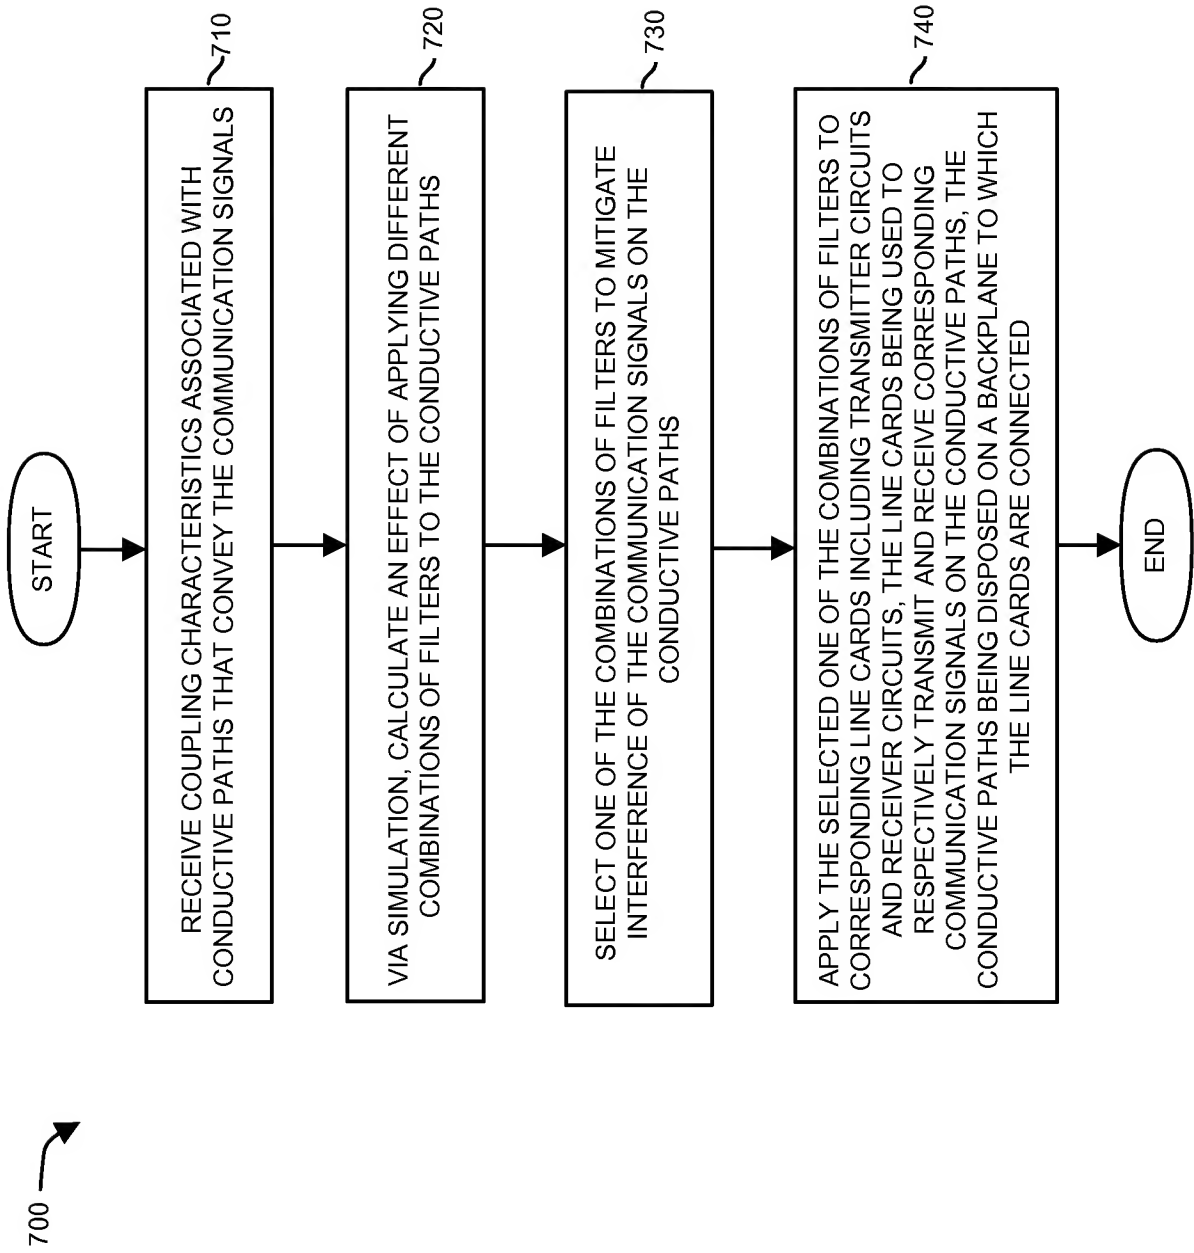 700
START
RECEIVE COUPLING CHARACTERISTICS ASSOCIATED WITH
CONDUCTIVE PATHS THAT CONVEY THE COMMUNICATION SIGNALS
710
VIA SIMULATION, CALCULATE AN EFFECT OF APPLYING DIFFERENT
COMBINATIONS OF FILTERS TO THE CONDUCTIVE PATHS
720
SELECT ONE OF THE COMBINATIONS OF FILTERS TO MITIGATE
INTERFERENCE OF THE COMMUNICATION SIGNALS ON THE
CONDUCTIVE PATHS
730
APPLY THE SELECTED ONE OF THE COMBINATIONS OF FILTERS TO
CORRESPONDING LINE CARDS INCLUDING TRANSMITTER CIRCUITS
AND RECEIVER CIRCUITS, THE LINE CARDS BEING USED TO
RESPECTIVELY TRANSMIT AND RECEIVE CORRESPONDING
COMMUNICATION SIGNALS ON THE CONDUCTIVE PATHS, THE
CONDUCTIVE PATHS BEING DISPOSED ON A BACKPLANE TO WHICH
THE LINE CARDS ARE CONNECTED
740
END